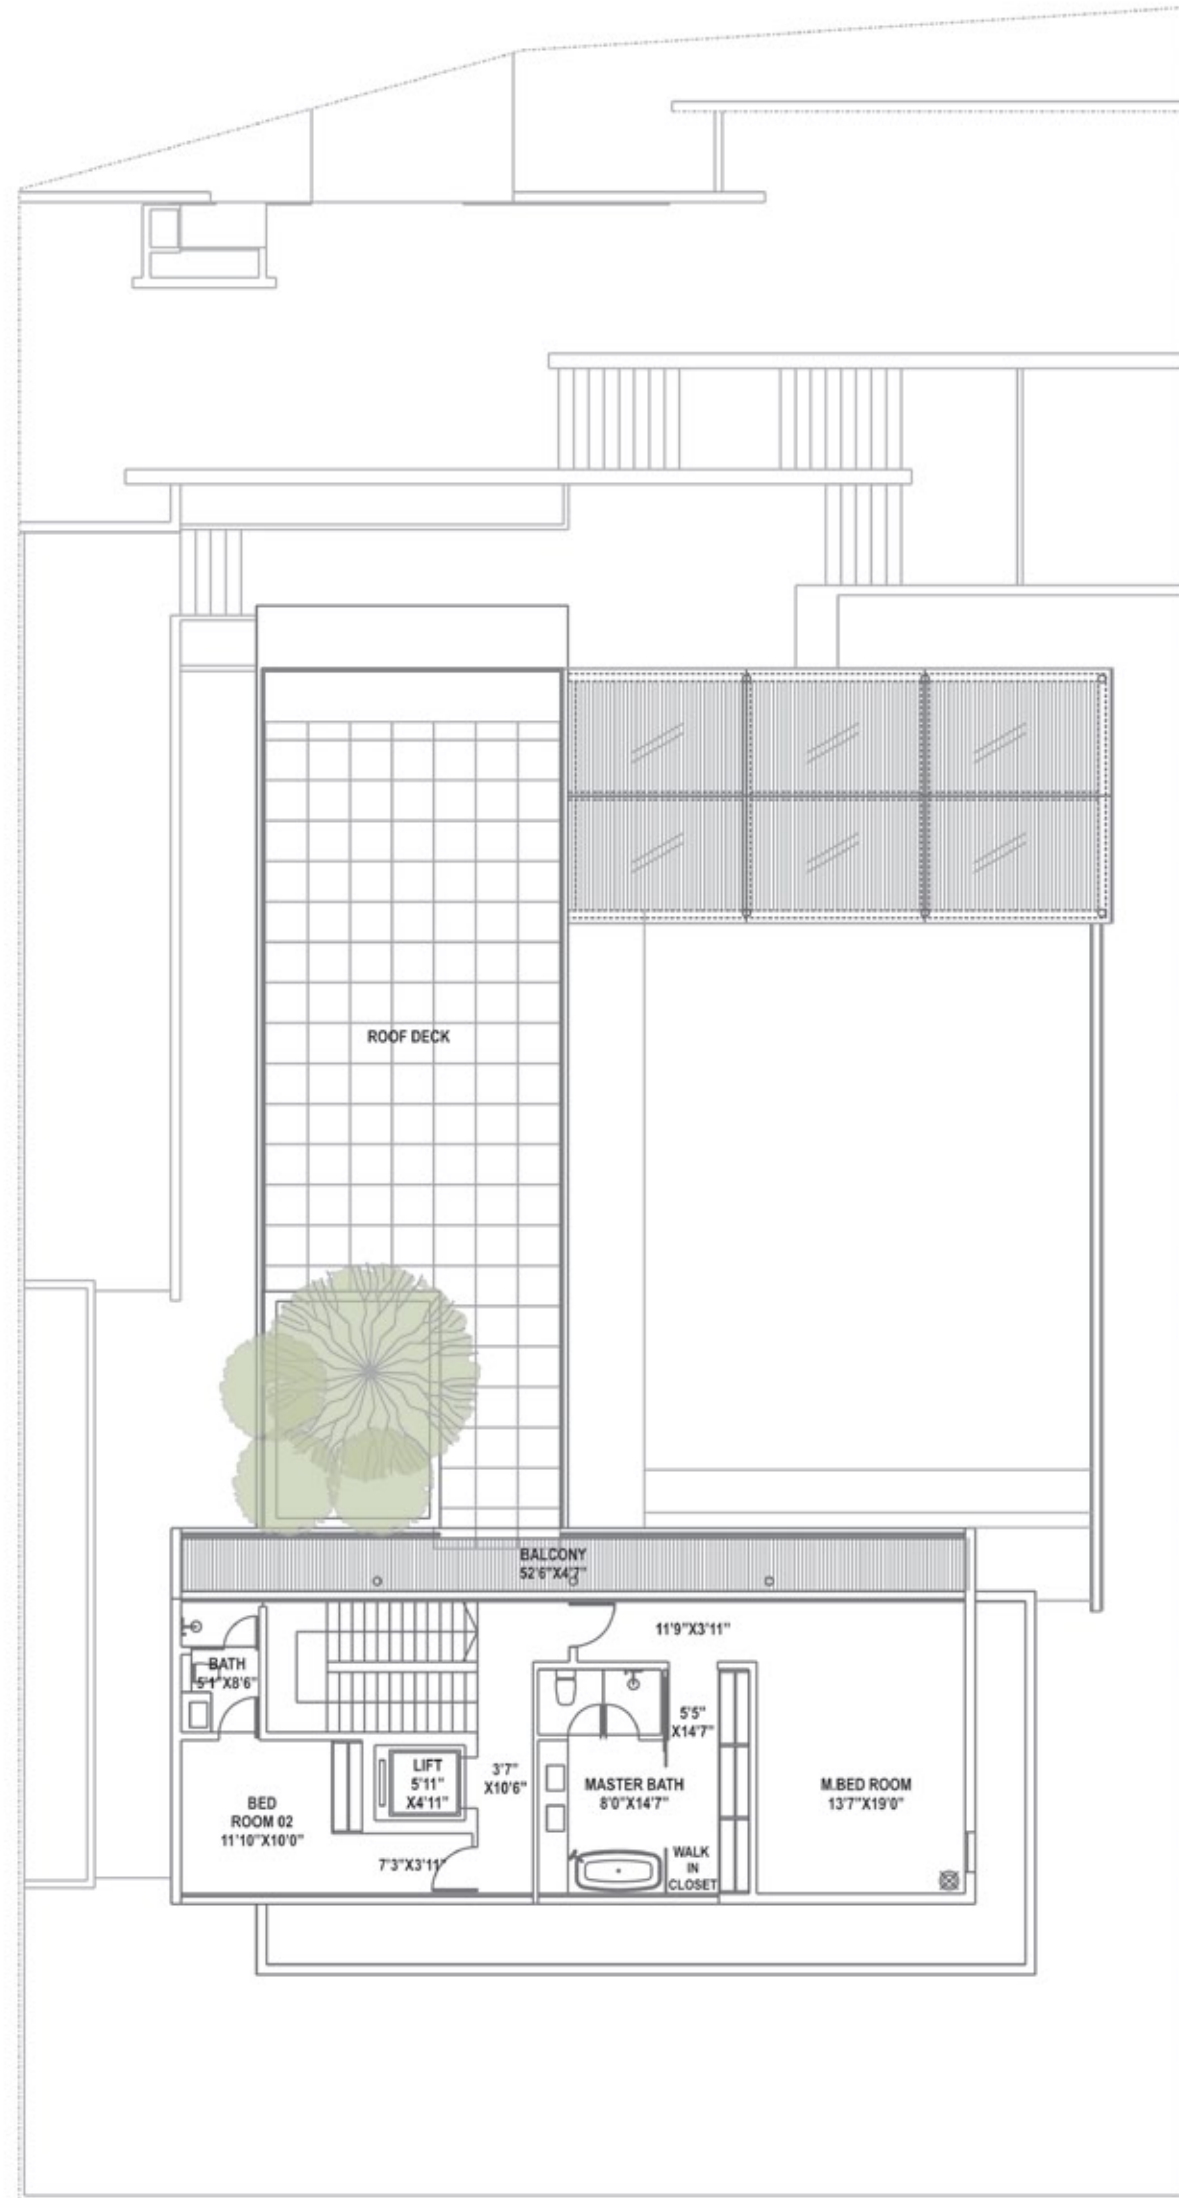 ROOF DECK
BALCONY
52'6"X4'7"
11'9"X3'11"
BATH
5'1"X8'6"
5'5"
X14'7"
LIFT
5'11"
X4'11"
3'7"
X10'6"
MASTER BATH
8'0"X14'7"
M.BED ROOM
13'7"X19'0"
BED
ROOM 02
11'10"X10'0"
7'3"X3'11"
WALK
IN
CLOSET